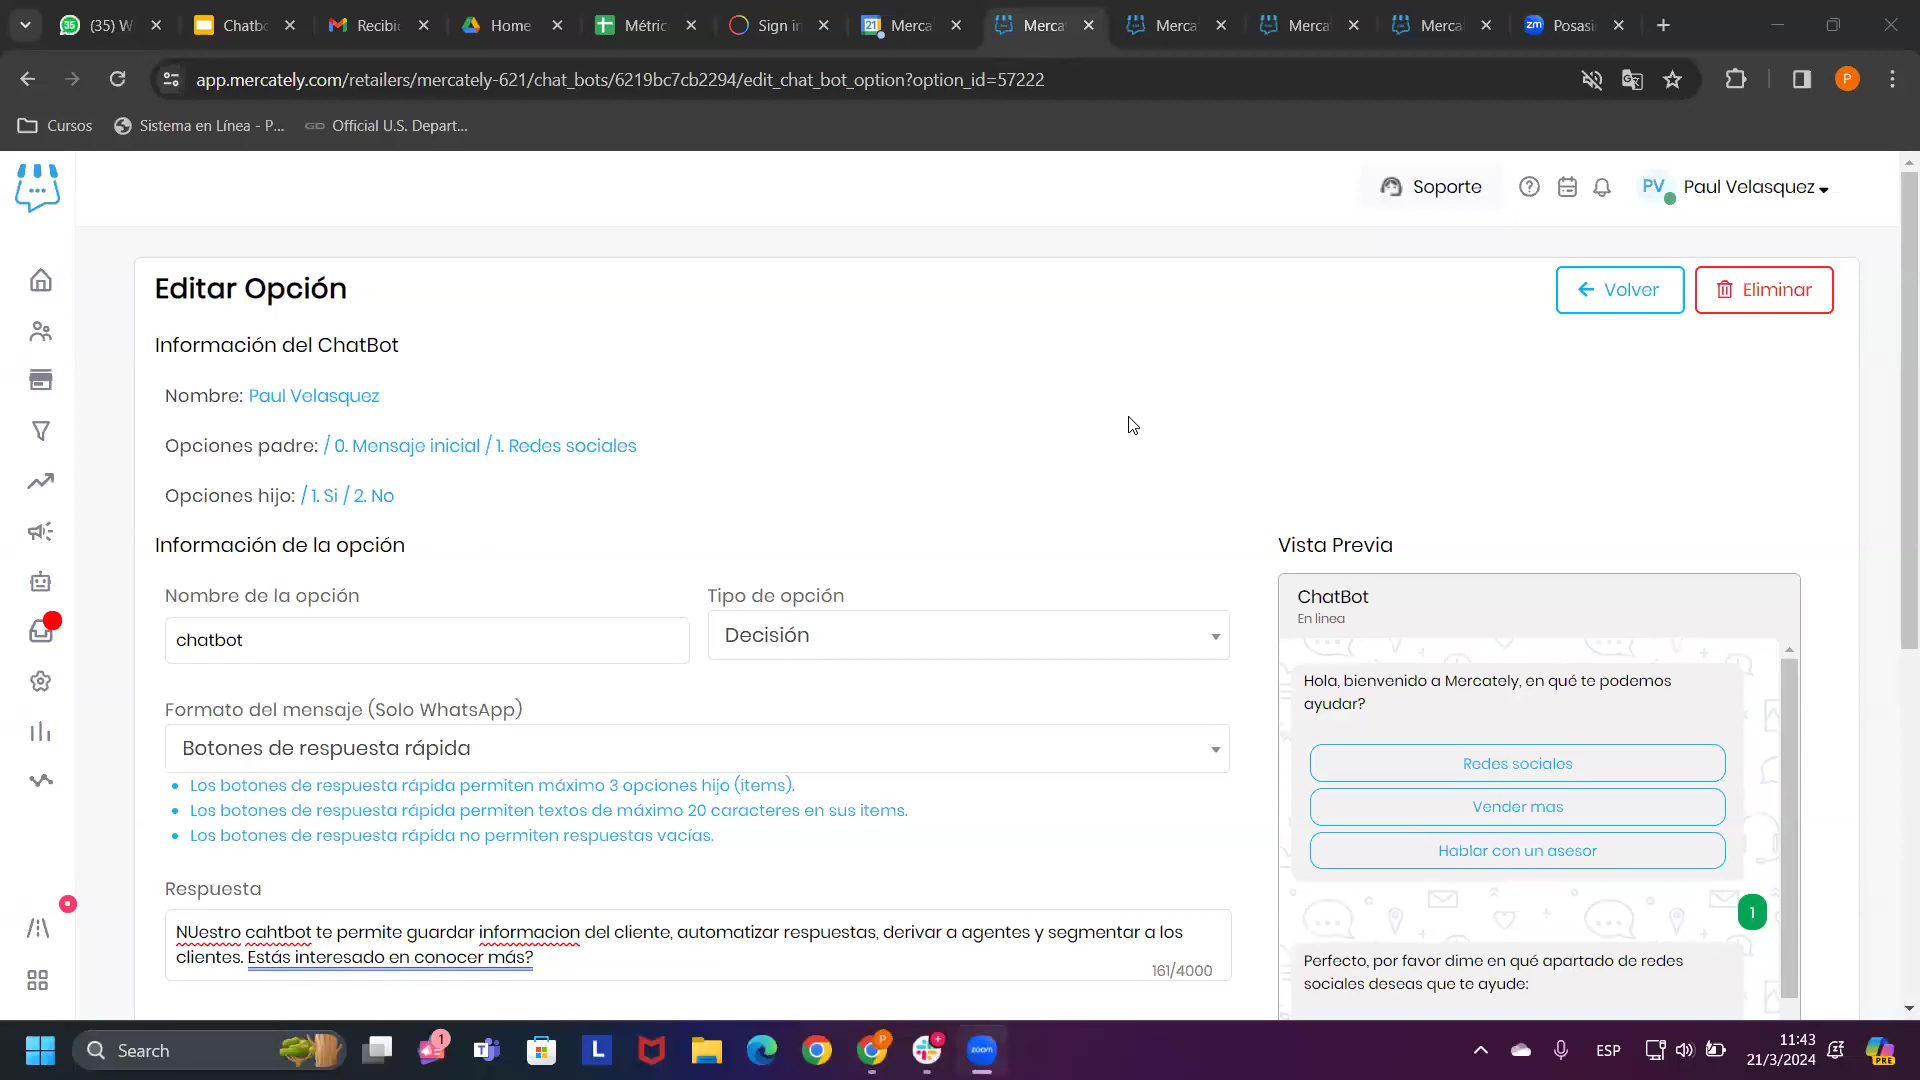 (35) W
Chatb
Recibi
Home
Métric
Sign in
Merca
Merca
Merca
Merca
Merca
Posasi
app.mercately.com/retailers/mercately-621/chat_bots/6219bc7cb2294/edit_chat_bot_option?option_id=57222
P
Cursos
Sistema en Línea - P...
Official U.S. Depart...
Soporte
PV
Paul Velasquez
Editar Opción
Volver
Eliminar
Información del ChatBot
Nombre: Paul Velasquez
Opciones padre: / 0. Mensaje inicial / 1. Redes sociales
Opciones hijo: / 1. Si / 2. No
Información de la opción
Vista Previa
Nombre de la opción
Tipo de opción
chatbot
Decisión
Formato del mensaje (Solo WhatsApp)
Botones de respuesta rápida
Los botones de respuesta rápida permiten máximo 3 opciones hijo (items).
Los botones de respuesta rápida permiten textos de máximo 20 caracteres en sus items.
Los botones de respuesta rápida no permiten respuestas vacías.
Respuesta
NUestro cahtbot te permite guardar informacion del cliente, automatizar respuestas, derivar a agentes y segmentar a los
clientes. Estás interesado en conocer más?
161/4000
ChatBot
En linea
Hola, bienvenido a Mercately, en qué te podemos
ayudar?
Redes sociales
Vender mas
Hablar con un asesor
1
Perfecto, por favor dime en qué apartado de redes
sociales deseas que te ayude:
Search
1
L
zoom
ESP
11:43
21/3/2024
PRE